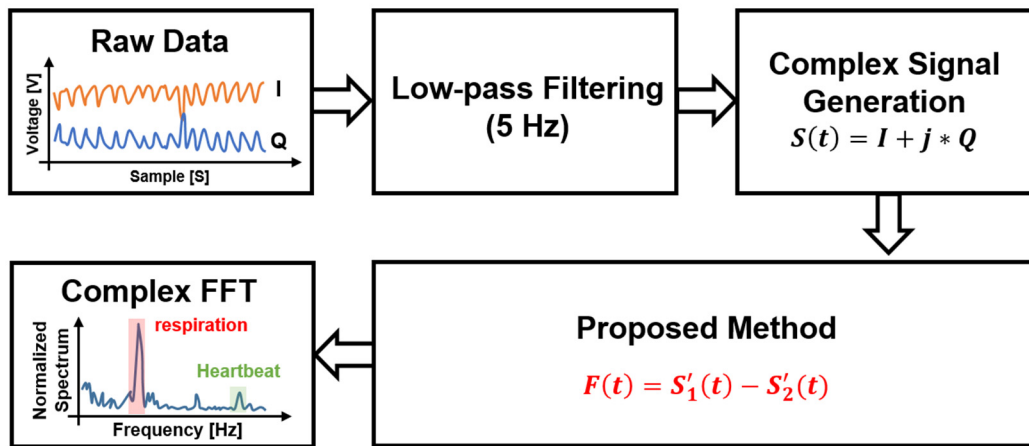 Raw Data
Voltage [V]
I
Q
Sample [S]
Low-pass Filtering
(5 Hz)
Complex Signal
Generation
S(t) = I + j * Q
Proposed Method
F(t) = S′₁(t) − S′₂(t)
Complex FFT
Normalized
Spectrum
respiration
Heartbeat
Frequency [Hz]